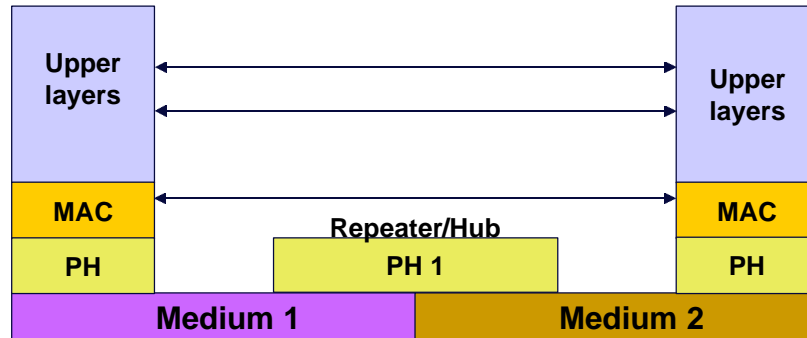 Upper
layers
Upper
layers
MAC
MAC
Repeater/Hub
PH
PH 1
PH
Medium 1
Medium 2